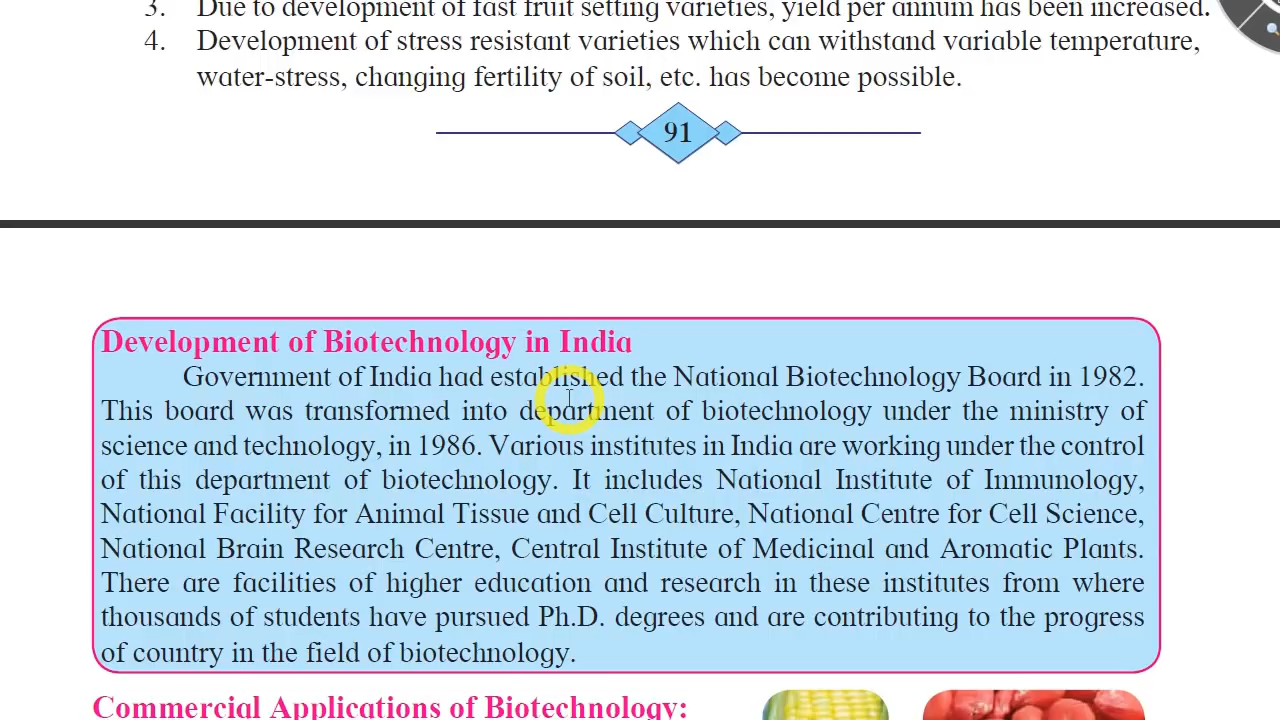 3. Due to development of fast fruit setting varieties, yield per annum has been increased.
4. Development of stress resistant varieties which can withstand variable temperature,
water-stress, changing fertility of soil, etc. has become possible.
91
Development of Biotechnology in India
Government of India had established the National Biotechnology Board in 1982.
This board was transformed into department of biotechnology under the ministry of
science and technology, in 1986. Various institutes in India are working under the control
of this department of biotechnology. It includes National Institute of Immunology,
National Facility for Animal Tissue and Cell Culture, National Centre for Cell Science,
National Brain Research Centre, Central Institute of Medicinal and Aromatic Plants.
There are facilities of higher education and research in these institutes from where
thousands of students have pursued Ph.D. degrees and are contributing to the progress
of country in the field of biotechnology.
Commercial Applications of Biotechnology: